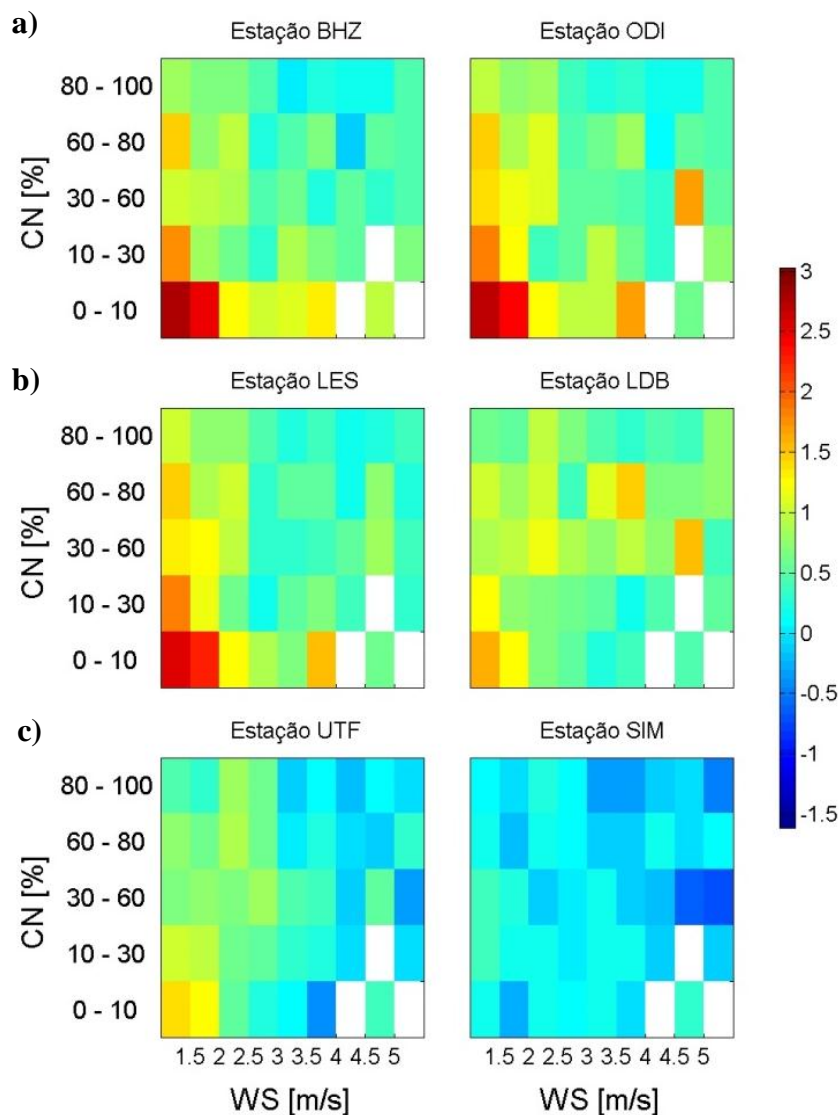 a)
Estação BHZ
Estação ODI
CN [%]
80 - 100
60 - 80
30 - 60
10 - 30
0 - 10
b)
Estação LES
Estação LDB
CN [%]
80 - 100
60 - 80
30 - 60
10 - 30
0 - 10
c)
Estação UTF
Estação SIM
CN [%]
80 - 100
60 - 80
30 - 60
10 - 30
0 - 10
1.5 2 2.5 3 3.5 4 4.5 5
1.5 2 2.5 3 3.5 4 4.5 5
WS [m/s]
WS [m/s]
3
2.5
2
1.5
1
0.5
0
-0.5
-1
-1.5